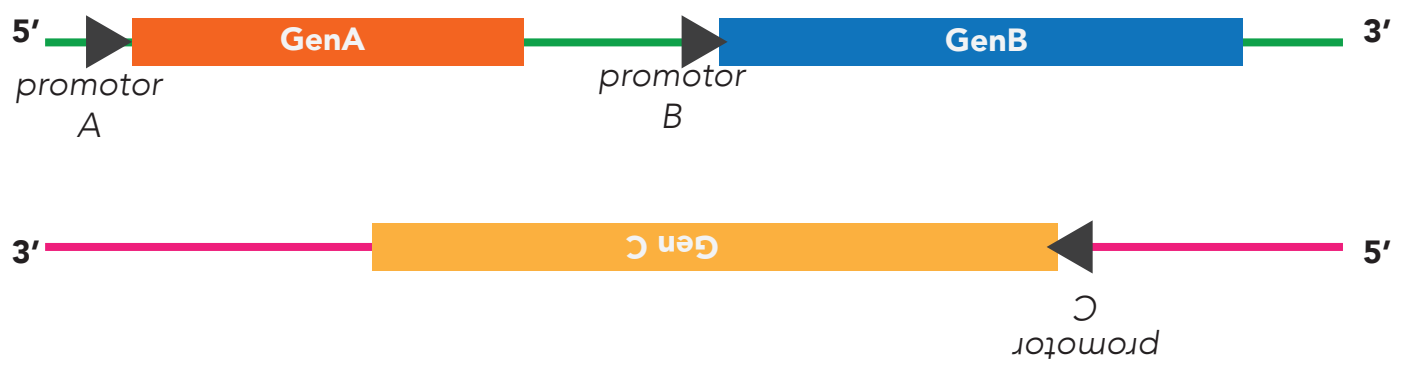 5′ GenA GenB 3′
promotor A
promotor B
3′ Gen C 5′
promotor C